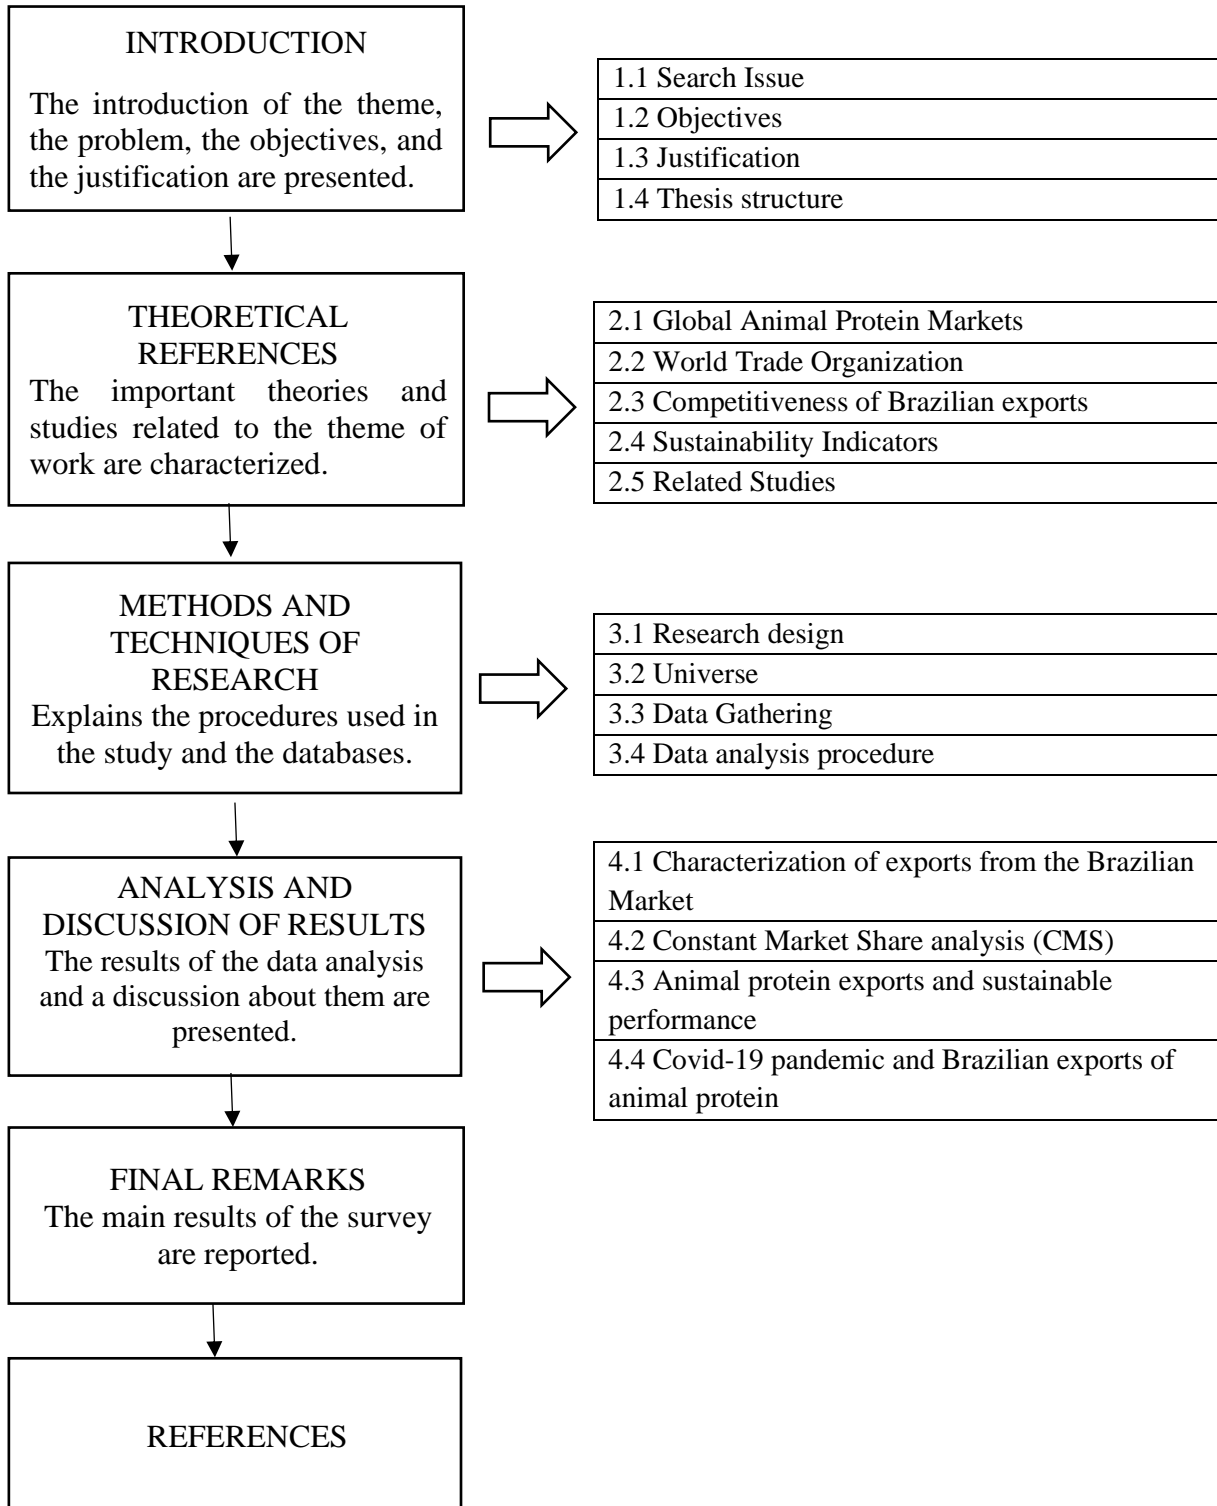 INTRODUCTION
The introduction of the theme,
the problem, the objectives, and
the justification are presented.
1.1 Search Issue
1.2 Objectives
1.3 Justification
1.4 Thesis structure
THEORETICAL
REFERENCES
The important theories and
studies related to the theme of
work are characterized.
2.1 Global Animal Protein Markets
2.2 World Trade Organization
2.3 Competitiveness of Brazilian exports
2.4 Sustainability Indicators
2.5 Related Studies
METHODS AND
TECHNIQUES OF
RESEARCH
Explains the procedures used in
the study and the databases.
3.1 Research design
3.2 Universe
3.3 Data Gathering
3.4 Data analysis procedure
ANALYSIS AND
DISCUSSION OF RESULTS
The results of the data analysis
and a discussion about them are
presented.
4.1 Characterization of exports from the Brazilian
Market
4.2 Constant Market Share analysis (CMS)
4.3 Animal protein exports and sustainable
performance
4.4 Covid-19 pandemic and Brazilian exports of
animal protein
FINAL REMARKS
The main results of the survey
are reported.
REFERENCES